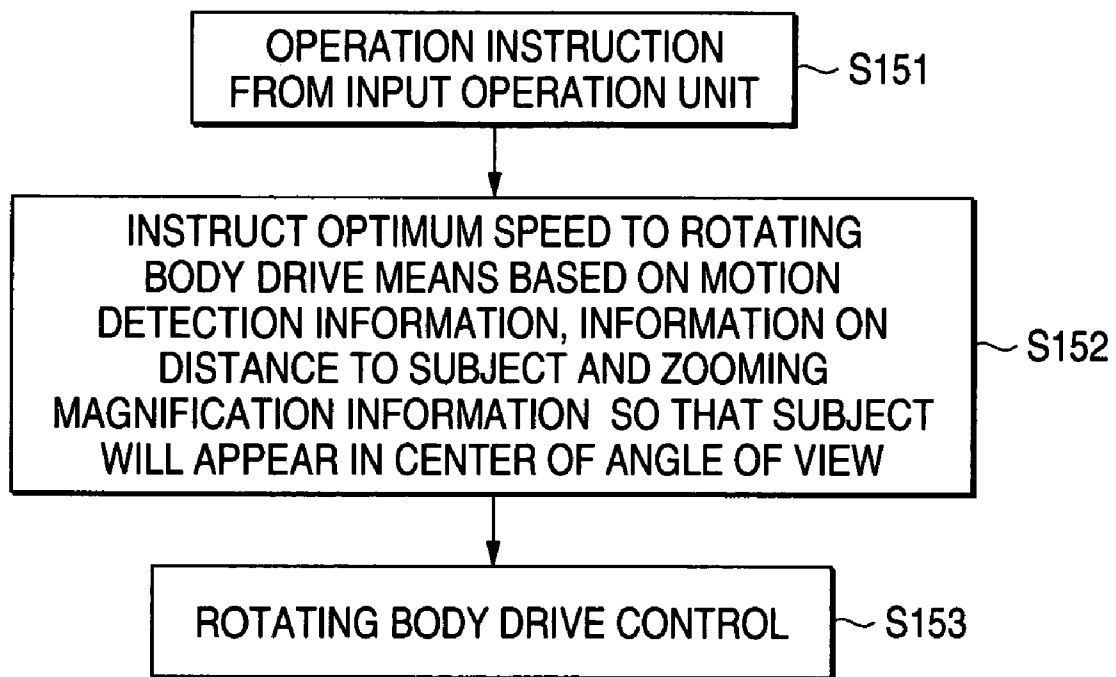 OPERATION INSTRUCTION
FROM INPUT OPERATION UNIT
S151
INSTRUCT OPTIMUM SPEED TO ROTATING
BODY DRIVE MEANS BASED ON MOTION
DETECTION INFORMATION, INFORMATION ON
DISTANCE TO SUBJECT AND ZOOMING
MAGNIFICATION INFORMATION SO THAT SUBJECT
WILL APPEAR IN CENTER OF ANGLE OF VIEW
S152
ROTATING BODY DRIVE CONTROL
S153